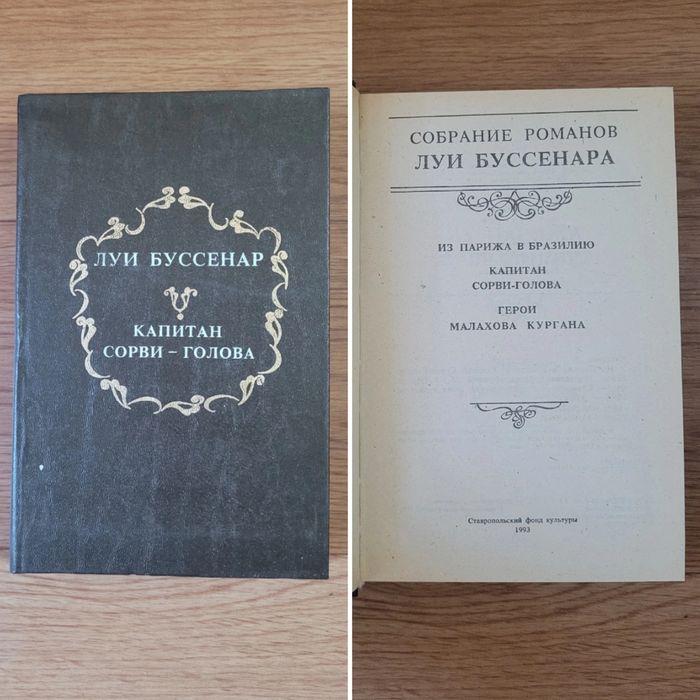 ЛУИ БУССЕНАР
КАПИТАН
СОРВИ – ГОЛОВА
СОБРАНИЕ РОМАНОВ
ЛУИ БУССЕНАРА
ИЗ ПАРИЖА В БРАЗИЛИЮ
КАПИТАН
СОРВИ-ГОЛОВА
ГЕРОИ
МАЛАХОВА КУРГАНА
Ставропольский фонд культуры
1993